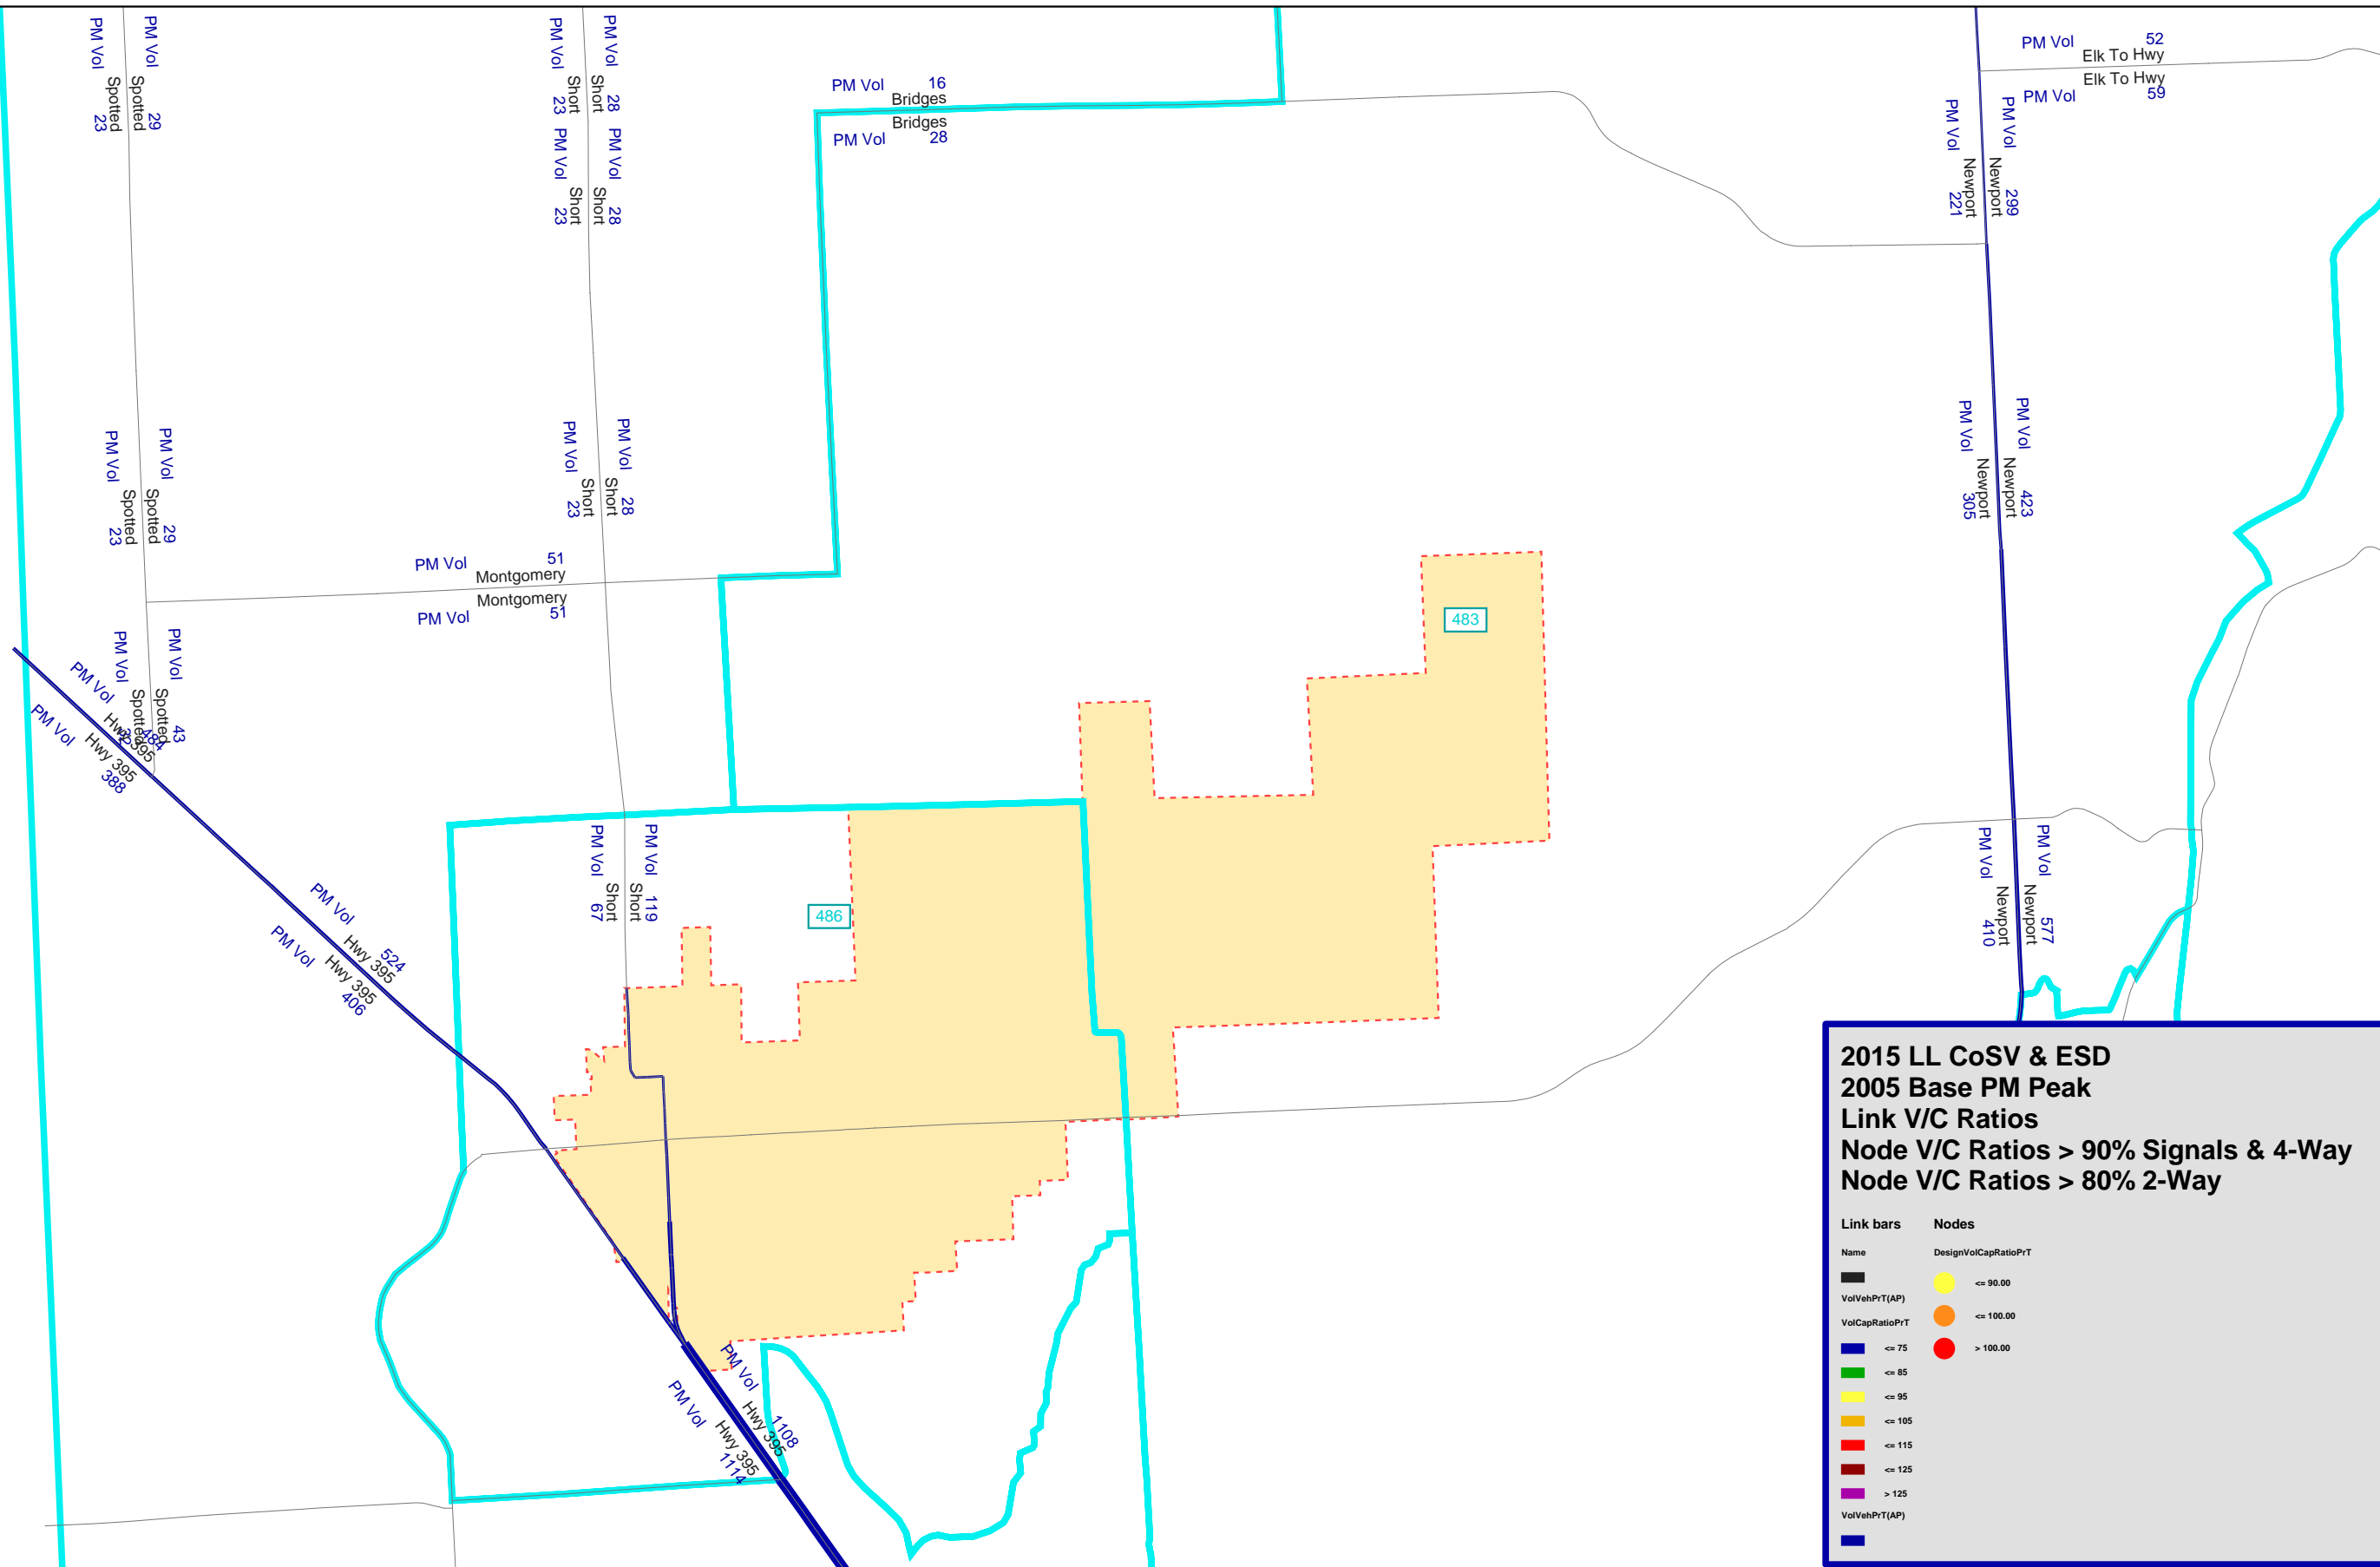 PM Vol
Spotted
23
PM Vol
Spotted
29
PM Vol
Short
23
PM Vol
Short
28
PM Vol
Short
23
PM Vol
Short
28
PM Vol 16
Bridges
Bridges
PM Vol 28
PM Vol 52
Elk To Hwy
Elk To Hwy
PM Vol 59
PM Vol
Newport
221
PM Vol
Newport
299
PM Vol
Spotted
23
PM Vol
Spotted
29
PM Vol
Short
23
PM Vol
Short
28
PM Vol
Newport
305
PM Vol
Newport
423
PM Vol 51
Montgomery
Montgomery
PM Vol 51
483
PM Vol
Spotted
PM Vol
Spotted
43
PM Vol
Hwy 395
484
PM Vol
Hwy 395
388
PM Vol
Short
67
PM Vol
Short
119
486
PM Vol
Hwy 395
524
PM Vol
Hwy 395
406
PM Vol
Newport
410
PM Vol
Newport
577
PM Vol
Hwy 395
1108
PM Vol
Hwy 395
1114
2015 LL CoSV & ESD
2005 Base PM Peak
Link V/C Ratios
Node V/C Ratios > 90% Signals & 4-Way
Node V/C Ratios > 80% 2-Way
Link bars Nodes
Name DesignVolCapRatioPrT
<= 90.00
VolVehPrT(AP)
<= 100.00
VolCapRatioPrT
<= 75 > 100.00
<= 85
<= 95
<= 105
<= 115
<= 125
> 125
VolVehPrT(AP)